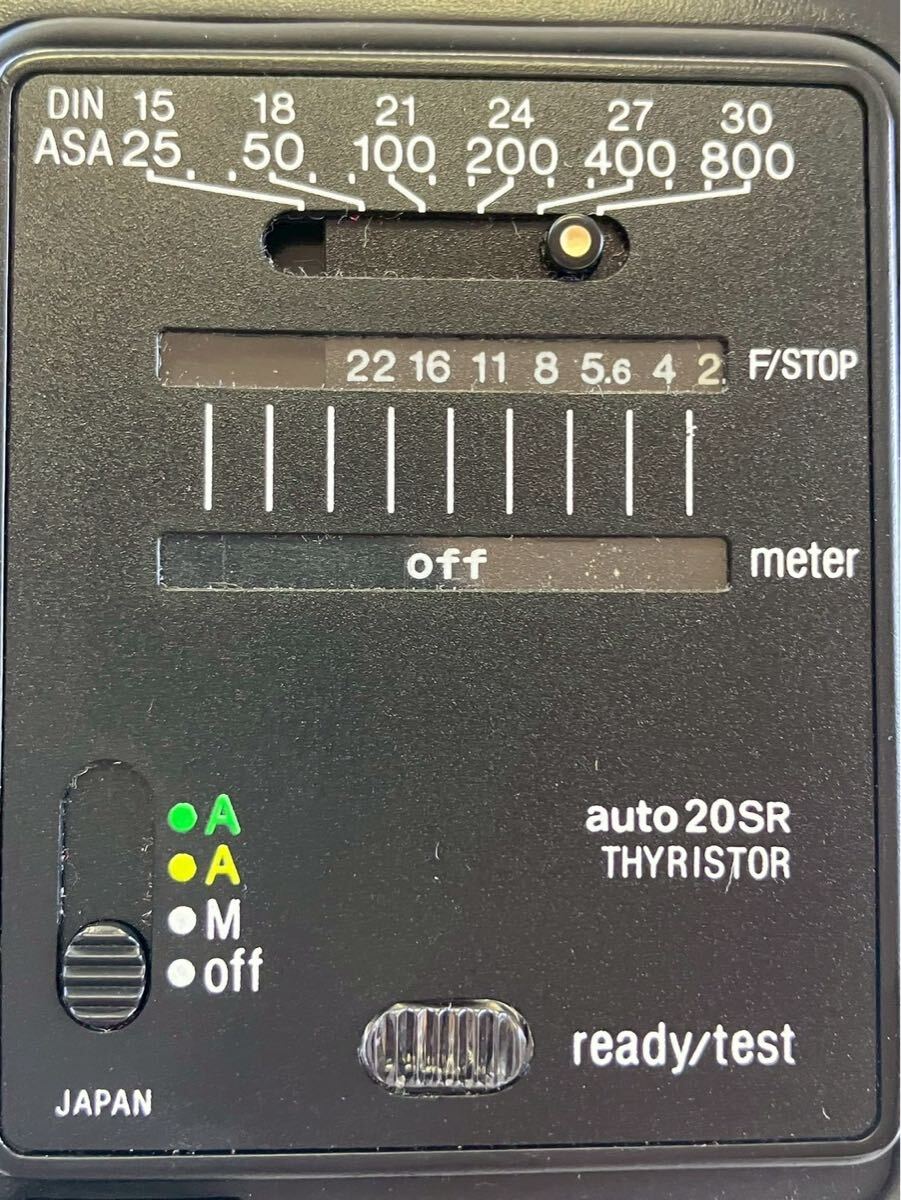 DIN 15 18 21 24 27 30
ASA 25 50 100 200 400 800
22 16 11 8 5.6 4 2. F/STOP
off meter
A
A
M
off
auto 20SR
THYRISTOR
ready/test
JAPAN